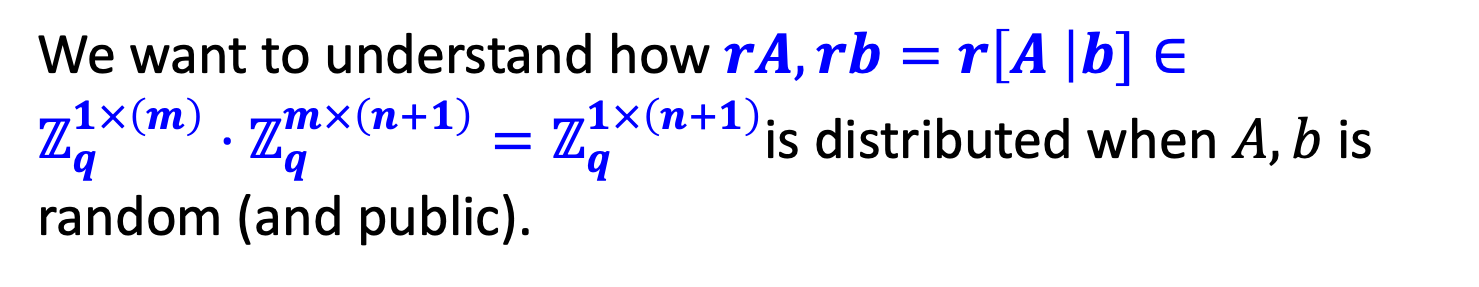 We want to understand how 𝒓𝑨, 𝒓𝒃 = 𝒓[𝑨 |𝒃] ∈
ℤ_q^{1×(m)} · ℤ_q^{m×(n+1)} = ℤ_q^{1×(n+1)} is distributed when 𝐴, 𝑏 is
random (and public).